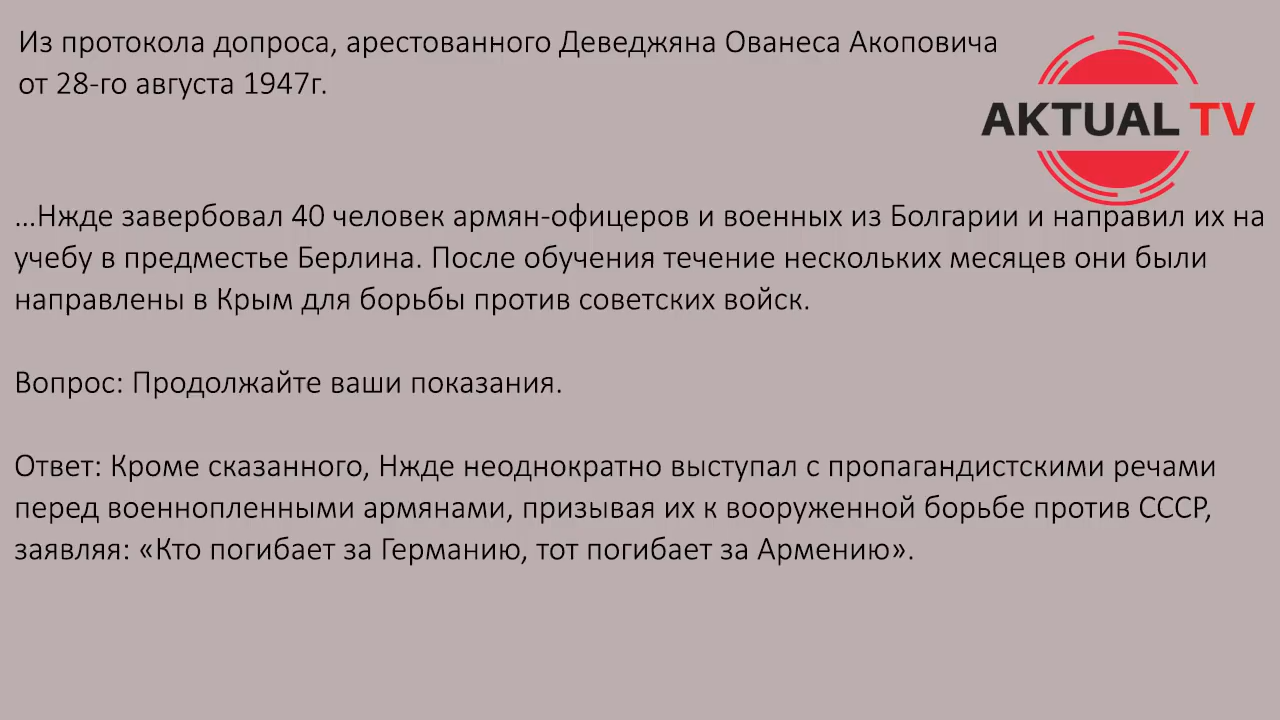 Из протокола допроса, арестованного Деведжяна Ованеса Акоповича
от 28-го августа 1947г.
AKTUAL TV
...Нжде завербовал 40 человек армян-офицеров и военных из Болгарии и направил их на
учебу в предместье Берлина. После обучения течение нескольких месяцев они были
направлены в Крым для борьбы против советских войск.
Вопрос: Продолжайте ваши показания.
Ответ: Кроме сказанного, Нжде неоднократно выступал с пропагандистскими речами
перед военнопленными армянами, призывая их к вооруженной борьбе против СССР,
заявляя: «Кто погибает за Германию, тот погибает за Армению».